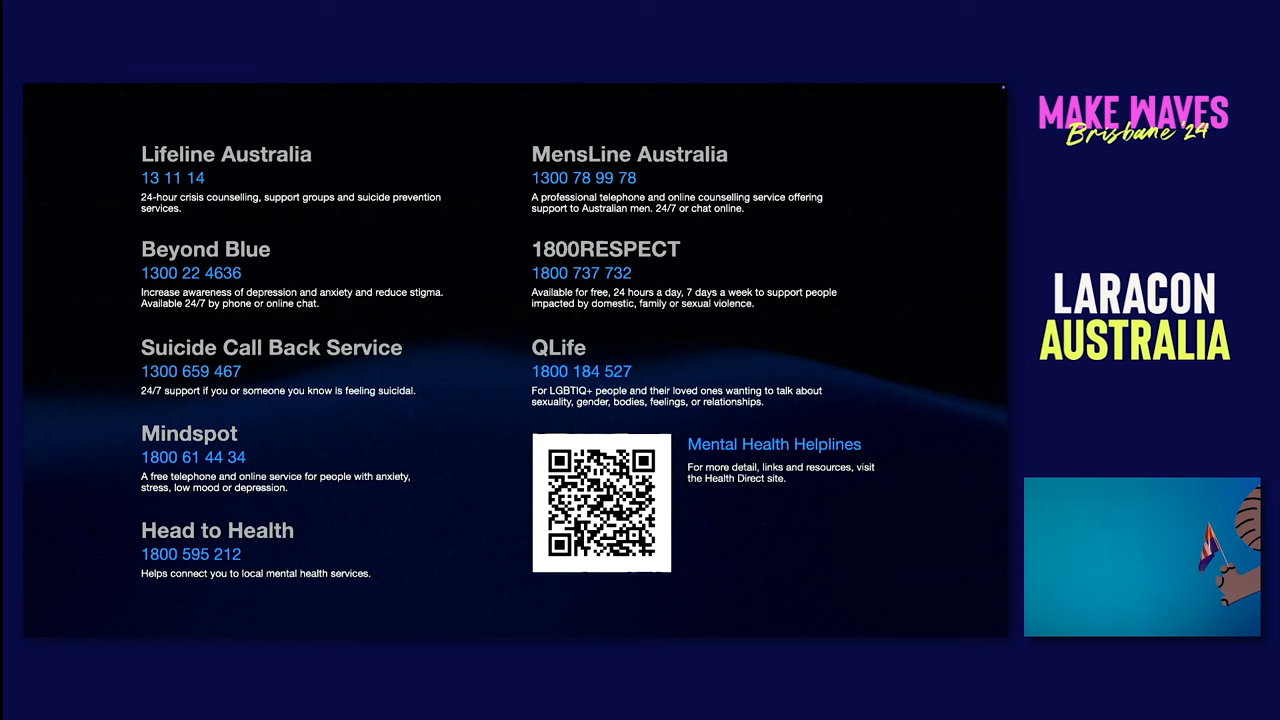 Lifeline Australia
13 11 14
24-hour crisis counselling, support groups and suicide prevention
services.
Beyond Blue
1300 22 4636
Increase awareness of depression and anxiety and reduce stigma.
Available 24/7 by phone or online chat.
Suicide Call Back Service
1300 659 467
24/7 support if you or someone you know is feeling suicidal.
Mindspot
1800 61 44 34
A free telephone and online service for people with anxiety,
stress, low mood or depression.
Head to Health
1800 595 212
Helps connect you to local mental health services.
MensLine Australia
1300 78 99 78
A professional telephone and online counselling service offering
support to Australian men. 24/7 or chat online.
1800RESPECT
1800 737 732
Available for free, 24 hours a day, 7 days a week to support people
impacted by domestic, family or sexual violence.
QLife
1800 184 527
For LGBTIQ+ people and their loved ones wanting to talk about
sexuality, gender, bodies, feelings, or relationships.
Mental Health Helplines
For more detail, links and resources, visit
the Health Direct site.
MAKE WAVES
Brisbane '24
LARACON
AUSTRALIA